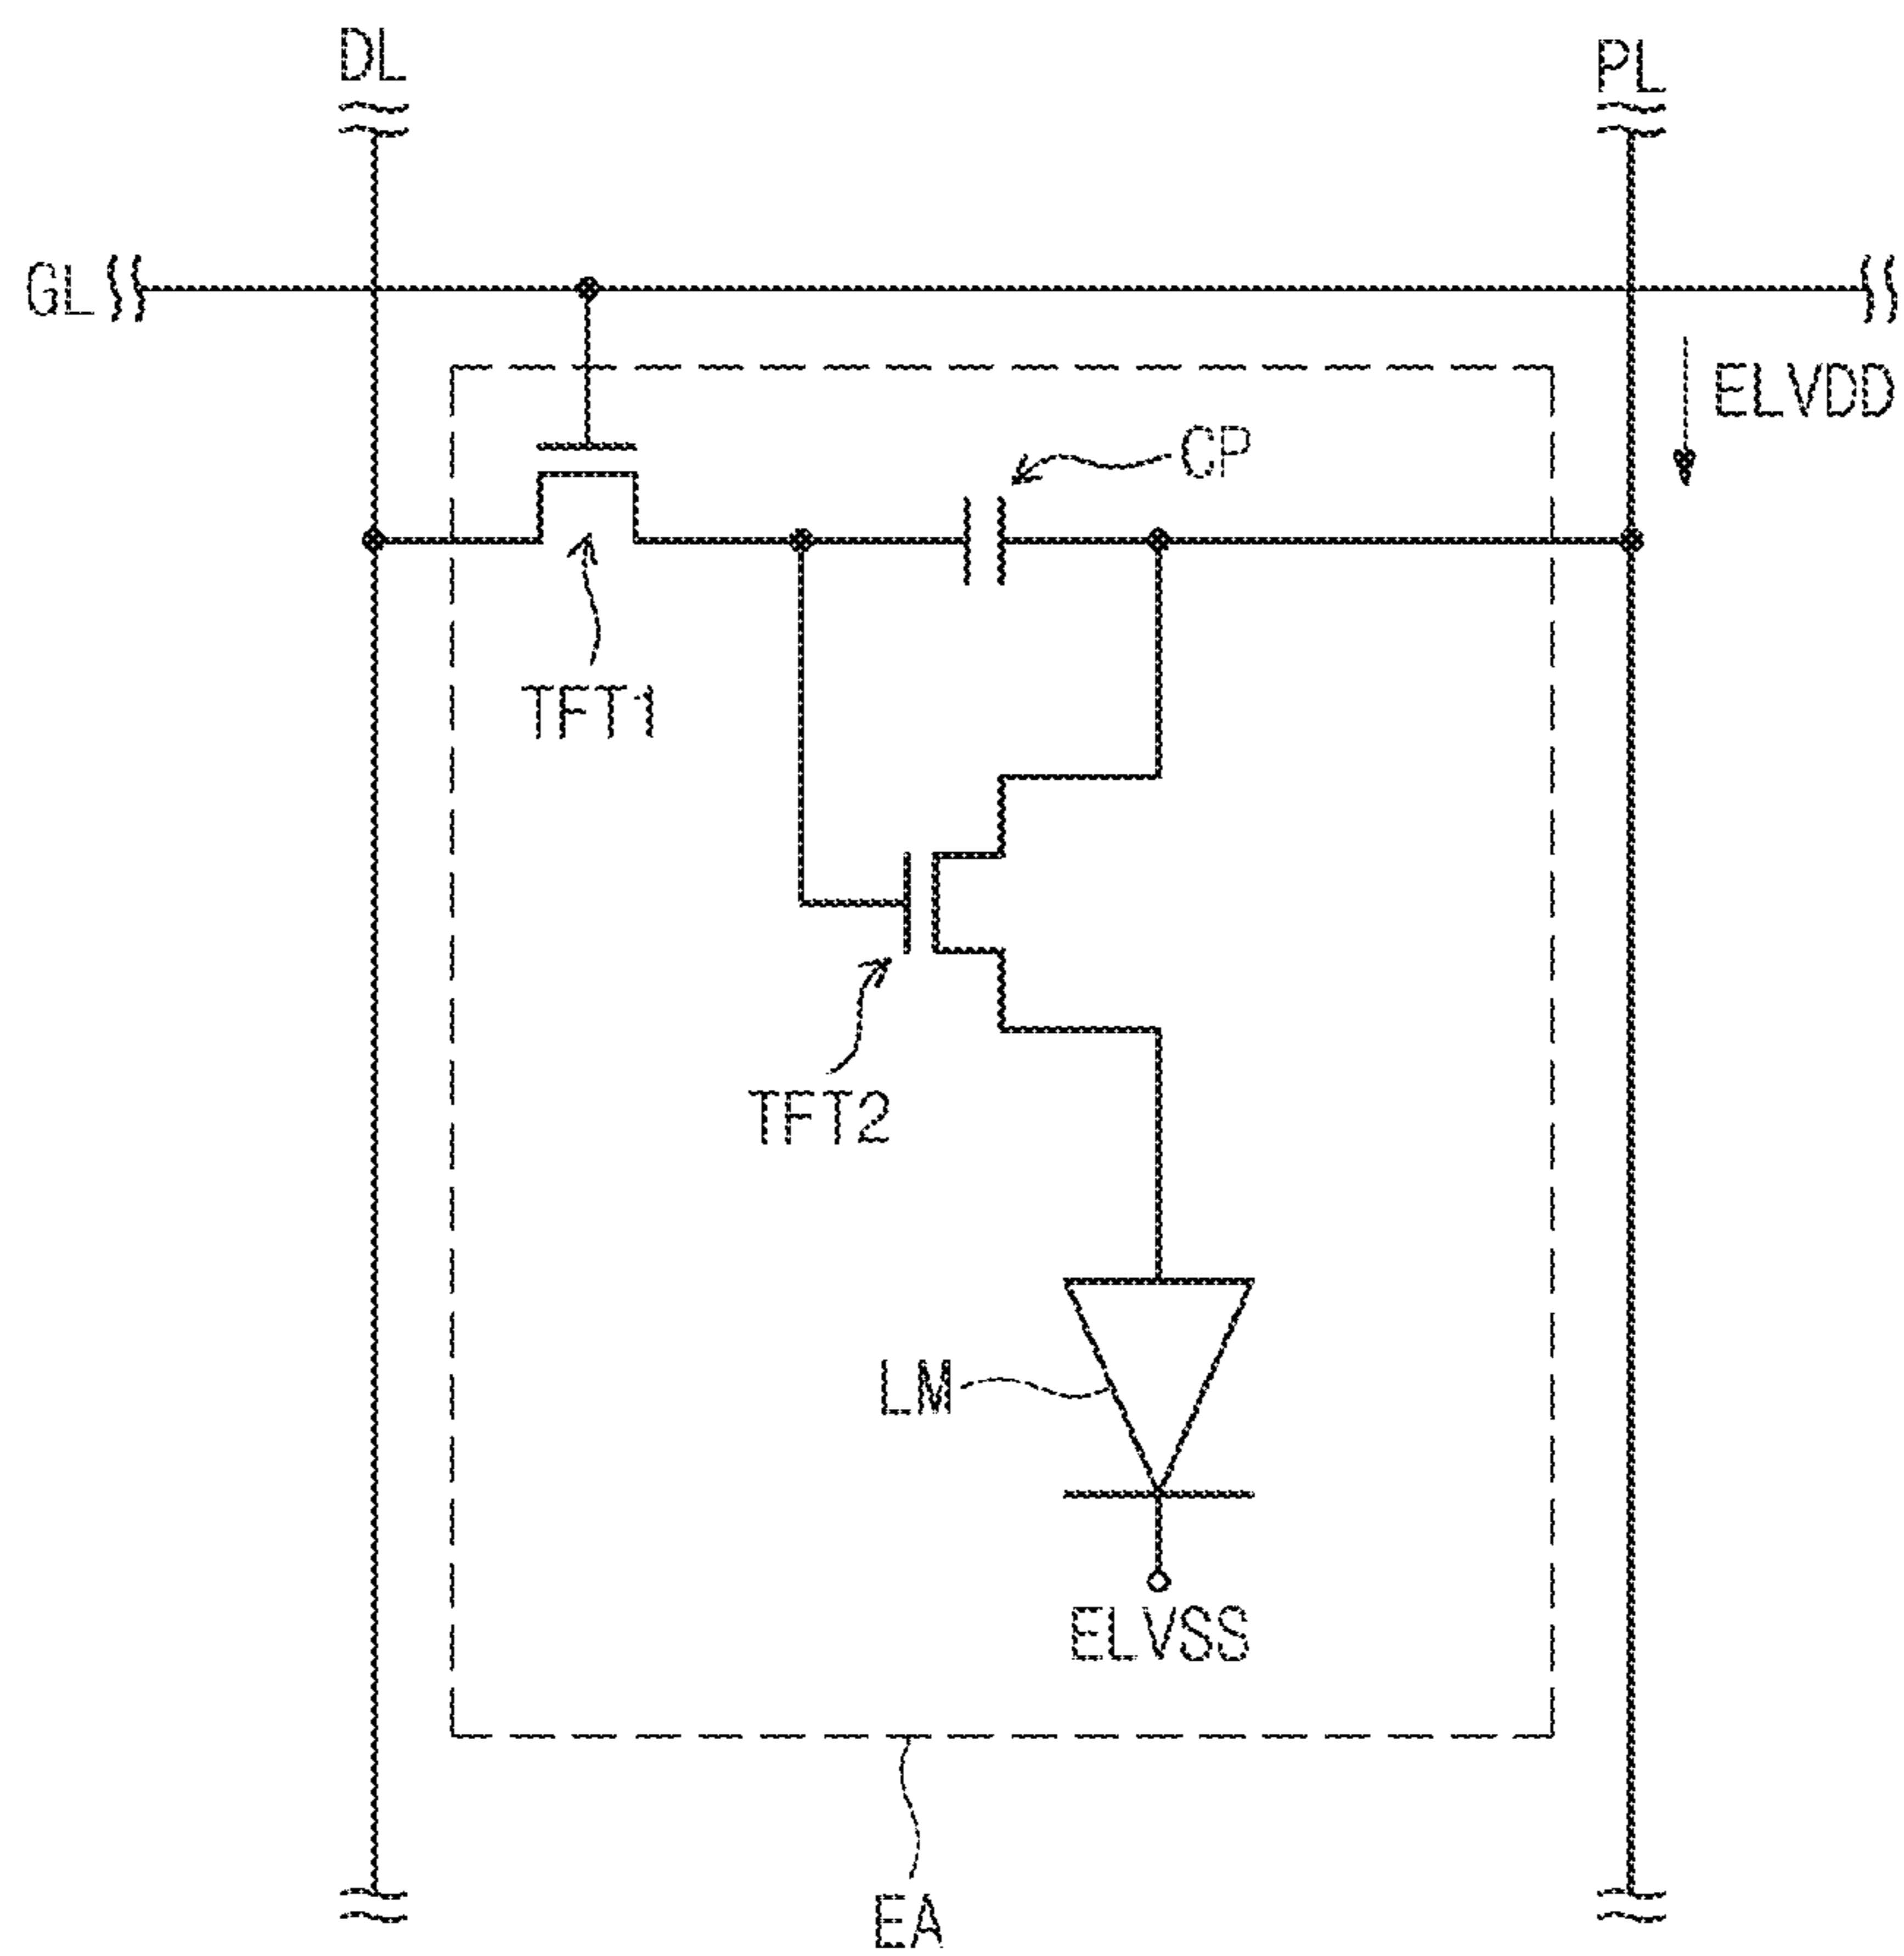 DL
PL
GL
ELVDD
CP
TFT1
TFT2
LM
ELVSS
EA